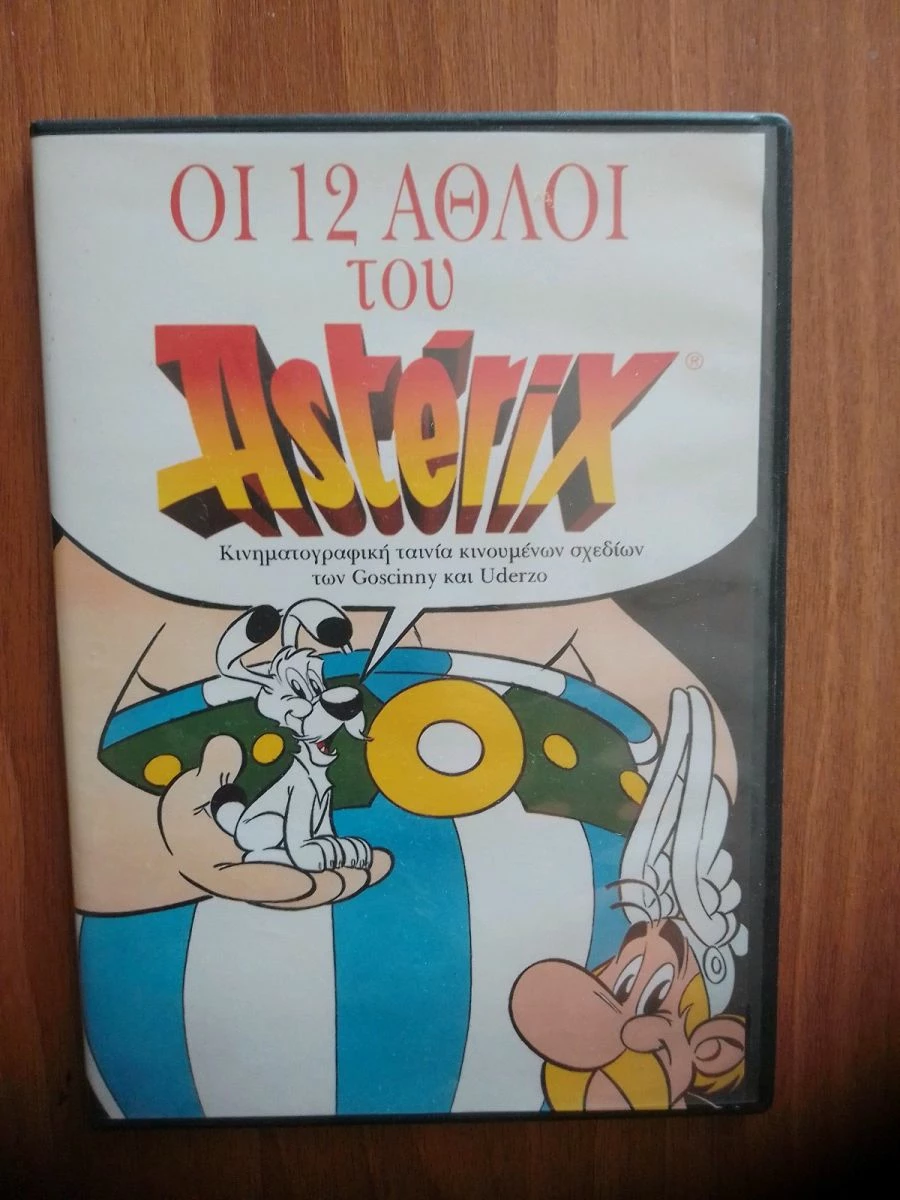 ΟΙ 12 ΑΘΛΟΙ
του
Astérix®
Κινηματογραφική ταινία κινουμένων σχεδίων
των Goscinny και Uderzo